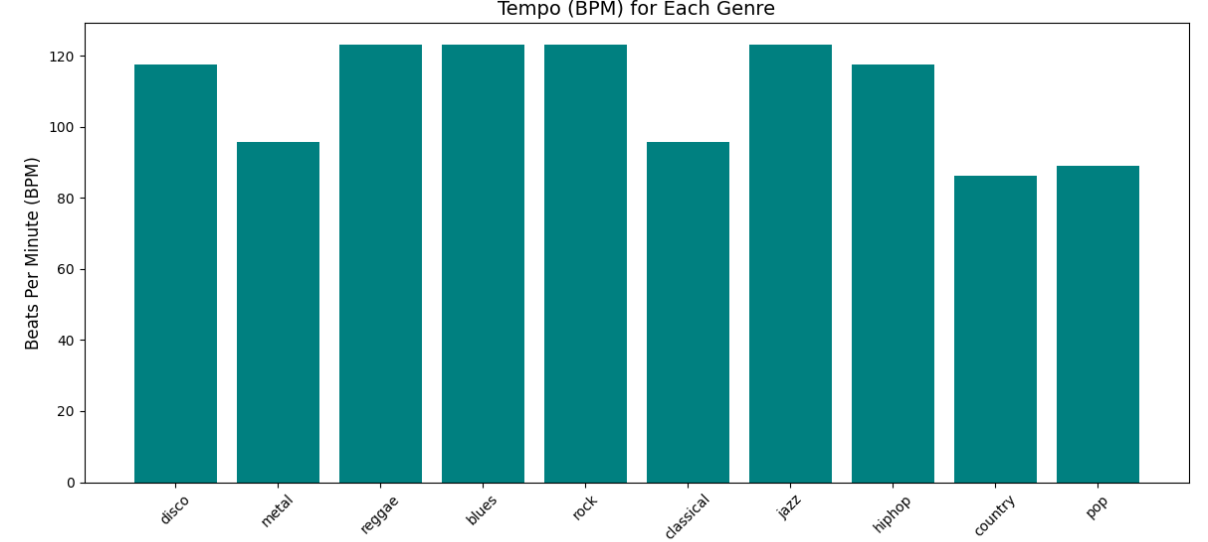 Tempo (BPM) for Each Genre
Beats Per Minute (BPM)
120
100
80
60
40
20
0
disco
metal
reggae
blues
rock
classical
jazz
hiphop
country
pop